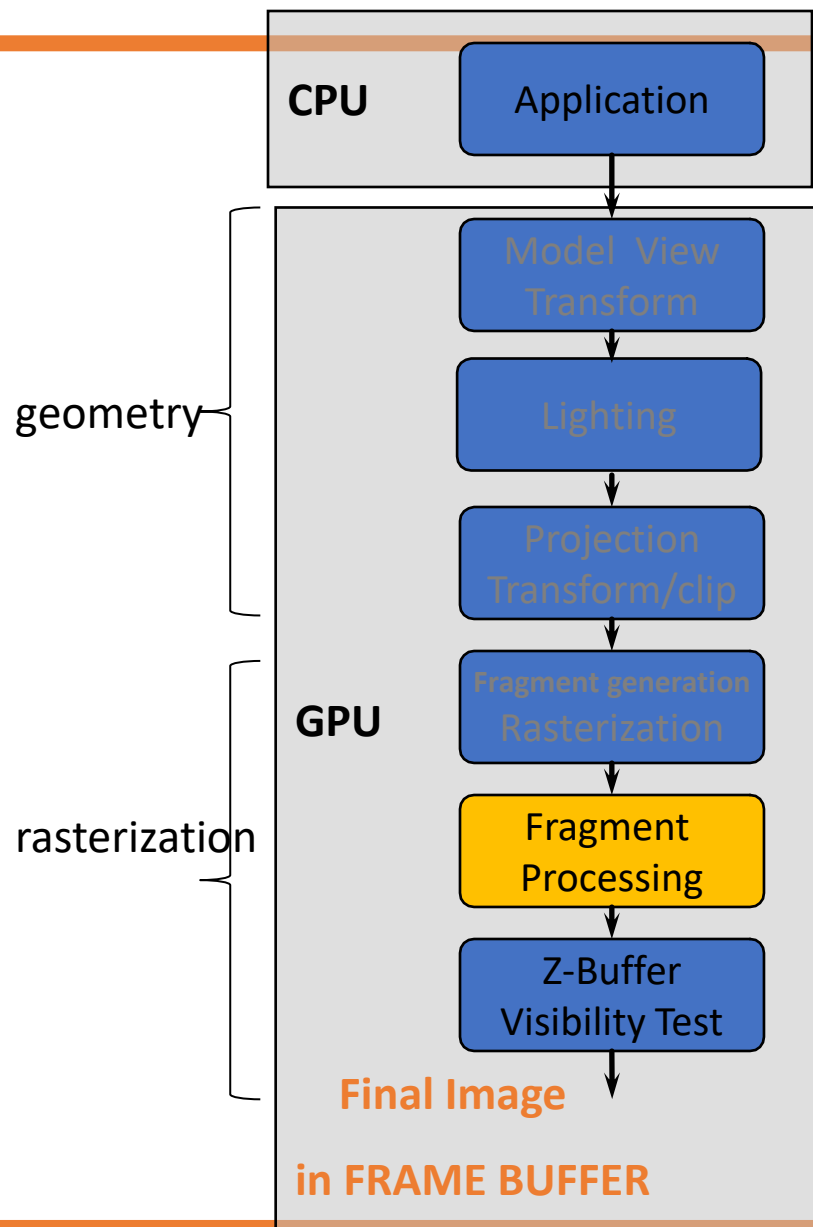 CPU
Application
Model View
Transform
geometry
Lighting
Projection
Transform/clip
Fragment generation
Rasterization
GPU
rasterization
Fragment
Processing
Z-Buffer
Visibility Test
Final Image
in FRAME BUFFER